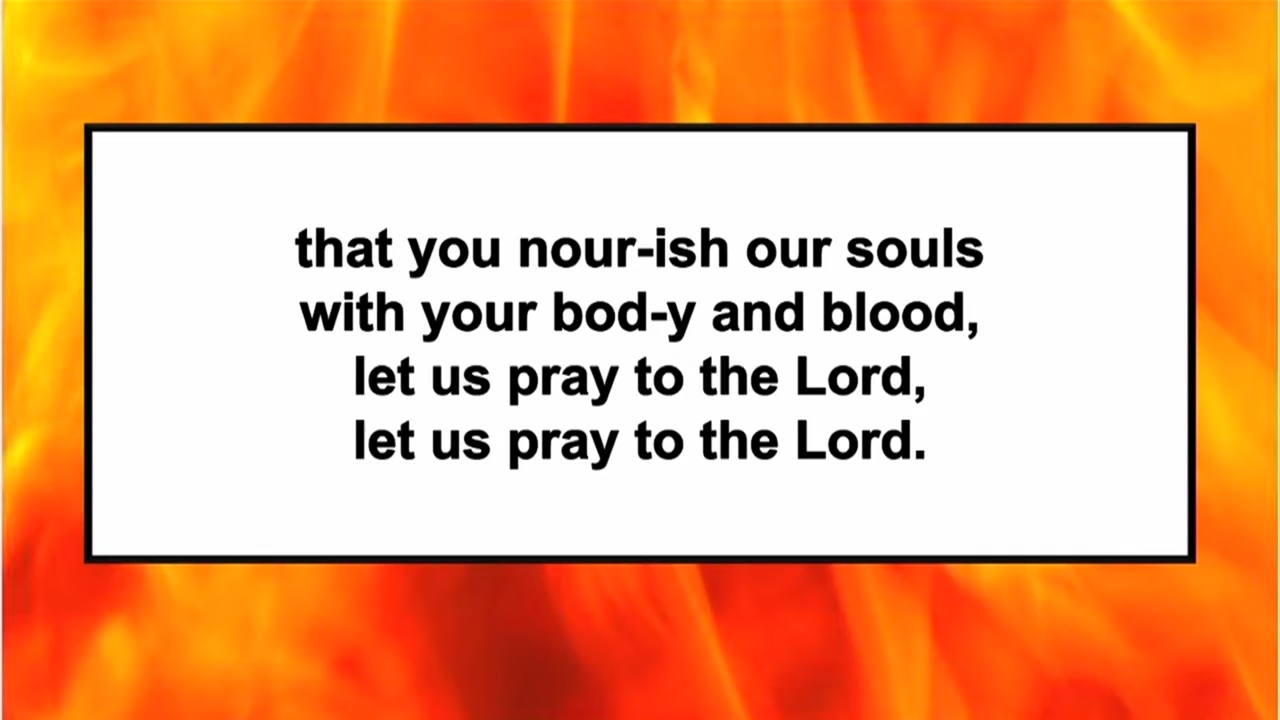 that you nour-ish our souls
with your bod-y and blood,
let us pray to the Lord,
let us pray to the Lord.